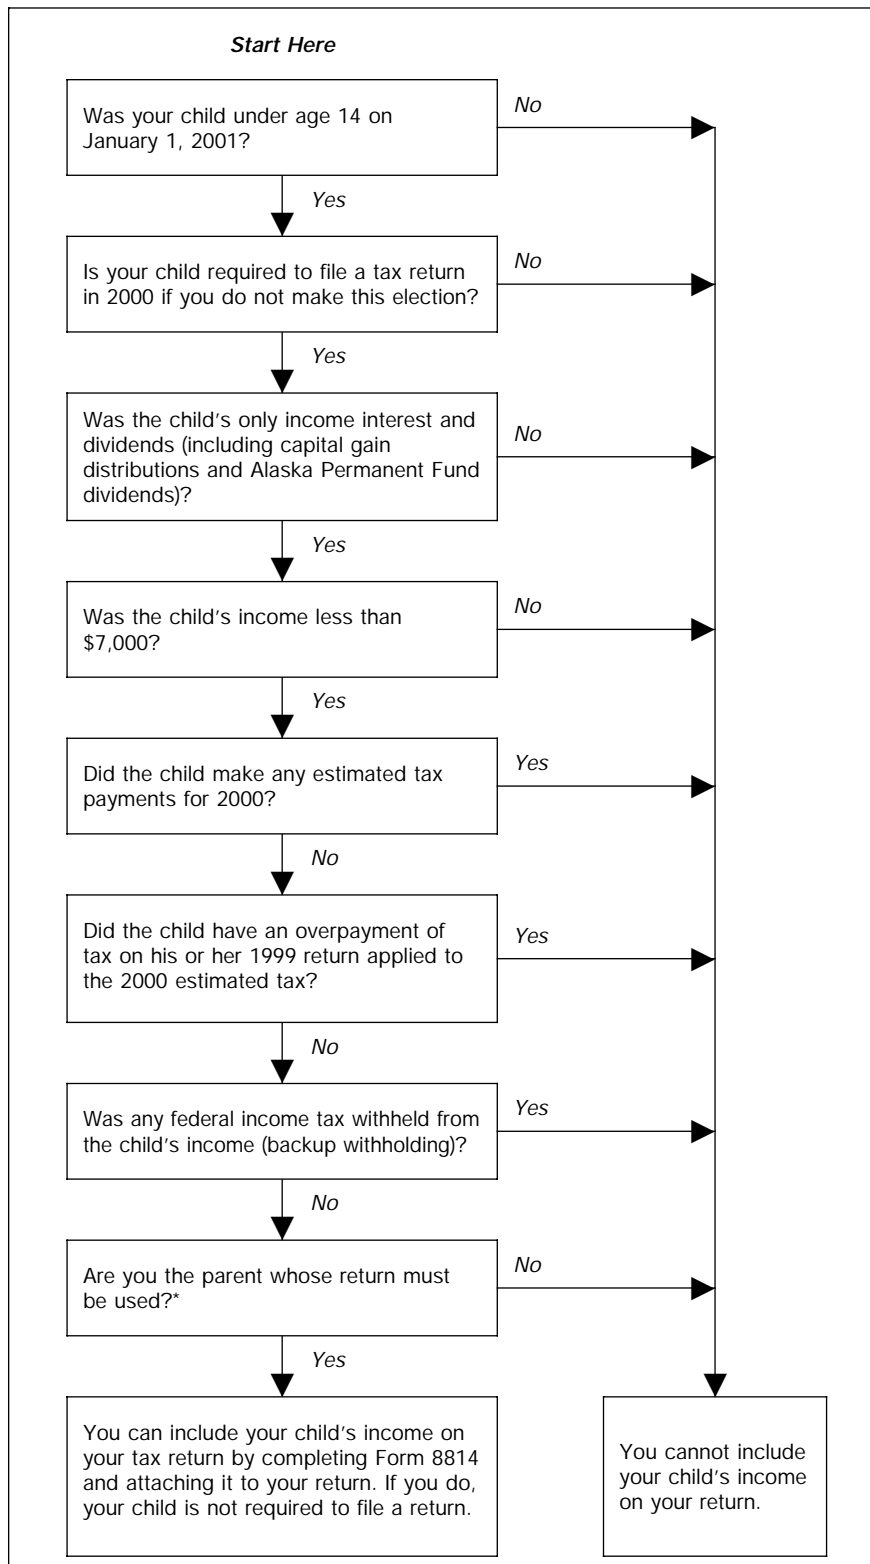 Start Here
Was your child under age 14 on
January 1, 2001?
No
Yes
Is your child required to file a tax return
in 2000 if you do not make this election?
No
Yes
Was the child's only income interest and
dividends (including capital gain
distributions and Alaska Permanent Fund
dividends)?
No
Yes
Was the child's income less than
$7,000?
No
Yes
Did the child make any estimated tax
payments for 2000?
Yes
No
Did the child have an overpayment of
tax on his or her 1999 return applied to
the 2000 estimated tax?
Yes
No
Was any federal income tax withheld from
the child's income (backup withholding)?
Yes
No
Are you the parent whose return must
be used?*
No
Yes
You can include your child's income on
your tax return by completing Form 8814
and attaching it to your return. If you do,
your child is not required to file a return.
You cannot include
your child's income
on your return.